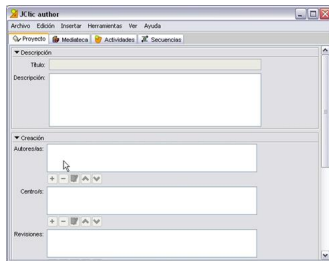 JClic author
Archivo Edición Insertar Herramientas Ver Ayuda
Proyecto Mediateca Actividades Secuencias
Descripción
Título:
Descripción:
Creación
Autores/as:
Centro/s:
Revisiones: